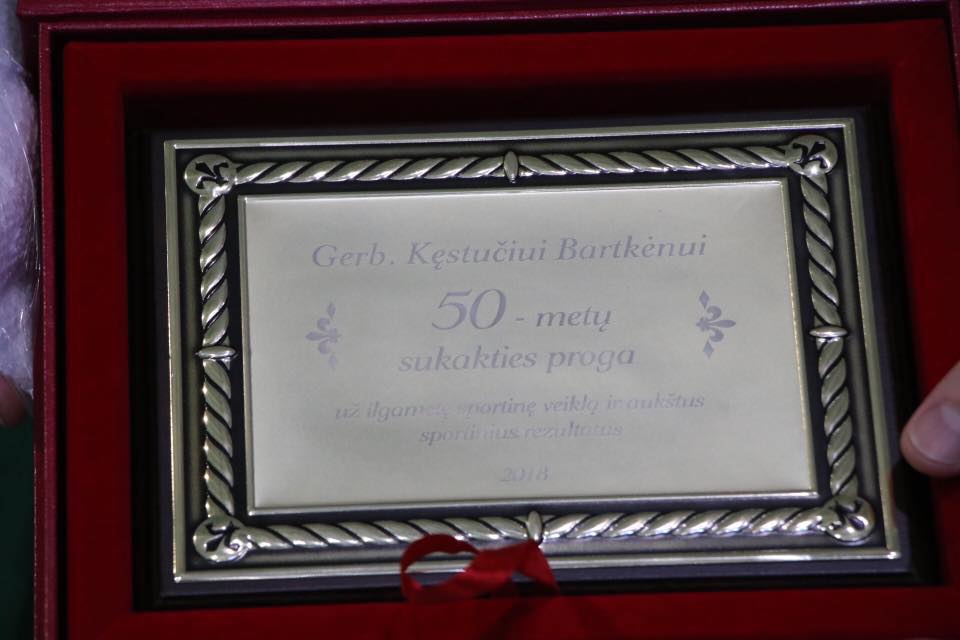 Gerb. Kęstučiui Bartkėnui
50 - metų
sukakties proga
už ilgametę sportinę veiklą ir aukštus
sportinius rezultatus
2018